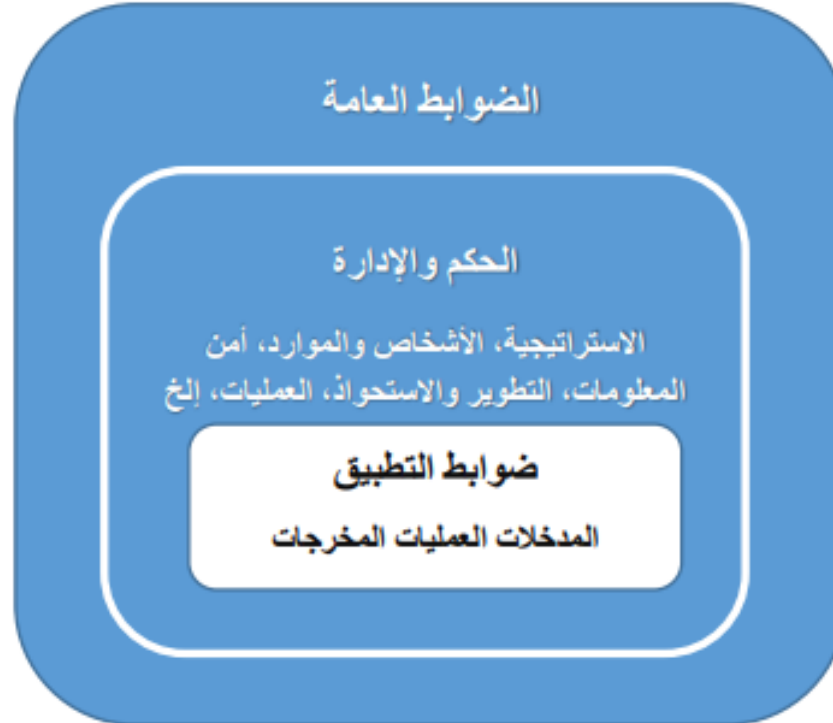 الضوابط العامة
الحكم والإدارة
الاستراتيجية، الأشخاص والموارد، أمن
المعلومات، التطوير والاستحواذ، العمليات، إلخ
ضوابط التطبيق
المدخلات العمليات المخرجات